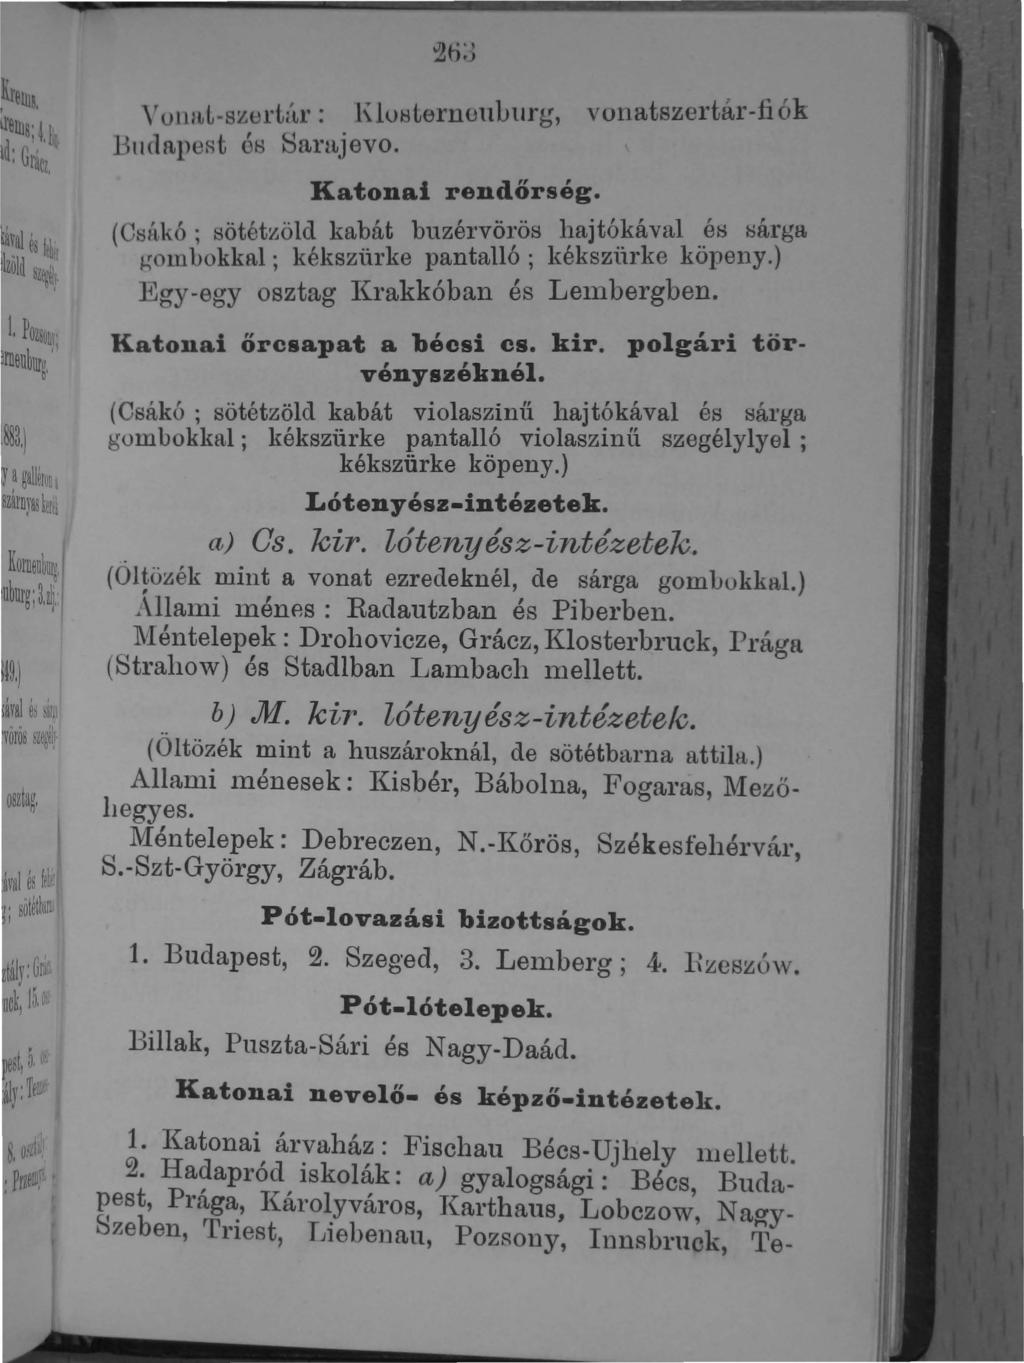 263
Vonat-szertár: Klosterneuburg, vonatszertár-fiók
Budapest és Sarajevo.
Katonai rendőrség.
(Csákó; sötétzöld kabát buzérvörös hajtókával és sárga
gombokkal; kékszürke pantalló; kékszürke köpeny.)
Egy-egy osztag Krakkóban és Lembergben.
Katonai őrcsapat a bécsi cs. kir. polgári tör-
vényszéknél.
(Csákó; sötétzöld kabát violaszinű hajtókával és sárga
gombokkal; kékszürke pantalló violaszinű szegélylyel;
kékszürke köpeny.)
Lótenyész-intézetek.
a) Cs. kir. lótenyész-intézetek.
(Öltözék mint a vonat ezredeknél, de sárga gombokkal.)
Állami ménes: Radautzban és Piberben.
Méntelepek: Drohovicze, Grácz, Klosterbruck, Prága
(Strahow) és Stadlban Lambach mellett.
b) M. kir. lótenyész-intézetek.
(Öltözék mint a huszároknál, de sötétbarna attila.)
Allami ménesek: Kisbér, Bábolna, Fogaras, Mező-
hegyes.
Méntelepek: Debreczen, N.-Kőrös, Székesfehérvár,
S.-Szt-György, Zágráb.
Pót-lovazási bizottságok.
1. Budapest, 2. Szeged, 3. Lemberg; 4. Rzeszów.
Pót-lótelepek.
Billak, Puszta-Sári és Nagy-Daád.
Katonai nevelő- és képző-intézetek.
1. Katonai árvaház: Fischau Bécs-Ujhely mellett.
2. Hadapród iskolák: a) gyalogsági: Bécs, Buda-
pest, Prága, Károlyváros, Karthaus, Lobczow, Nagy-
Szeben, Triest, Liebenau, Pozsony, Innsbruck, Te-